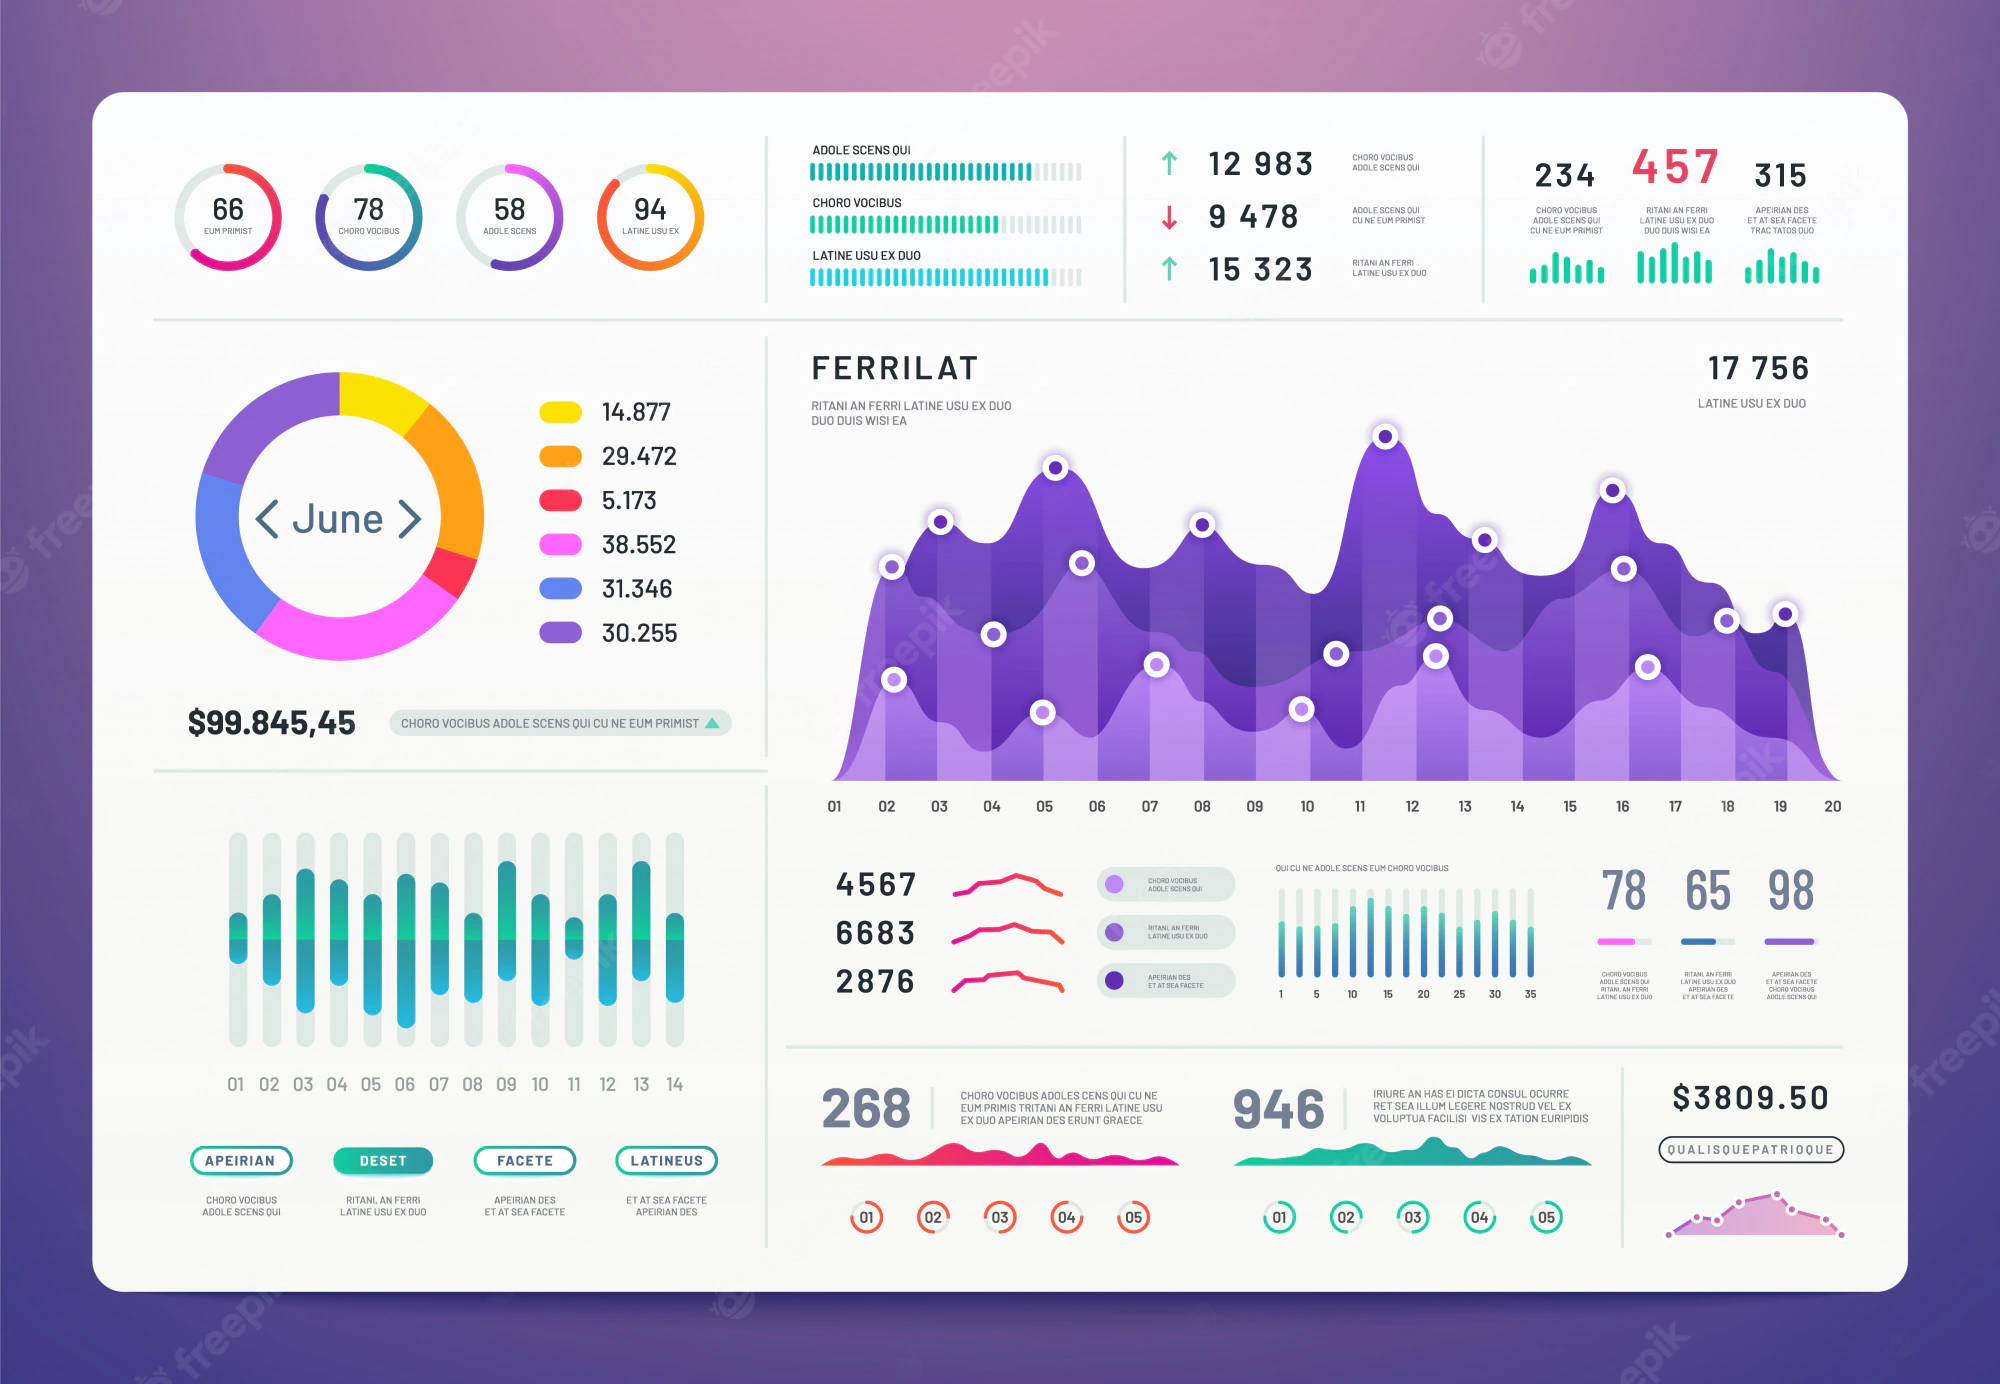 66
EUM PRIMIST
78
CHORO VOCIBUS
58
ADOLE SCENS
94
LATINE USU EX
ADOLE SCENS QUI
CHORO VOCIBUS
LATINE USU EX DUO
12 983
CHORO VOCIBUS
ADOLE SCENS QUI
9 478
ADOLE SCENS QUI
CU NE EUM PRIMIST
15 323
RITANI AN FERRI
LATINE USU EX DUO
234
CHORO VOCIBUS
ADOLE SCENS QUI
CU NE EUM PRIMIST
457
RITANI AN FERRI
LATINE USU EX DUO
DUO DUIS WISI EA
315
APEIRIAN DES
ET AT SEA FACETE
TRAC TATOS DUO
< June >
14.877
29.472
5.173
38.552
31.346
30.255
$99.845,45
CHORO VOCIBUS ADOLE SCENS QUI CU NE EUM PRIMIST
FERRILAT
RITANI AN FERRI LATINE USU EX DUO
DUO DUIS WISI EA
17 756
LATINE USU EX DUO
01 02 03 04 05 06 07 08 09 10 11 12 13 14 15 16 17 18 19 20
01 02 03 04 05 06 07 08 09 10 11 12 13 14
APEIRIAN
CHORO VOCIBUS
ADOLE SCENS QUI
DESET
RITANI, AN FERRI
LATINE USU EX DUO
FACETE
APEIRIAN DES
ET AT SEA FACETE
LATINEUS
ET AT SEA FACETE
APEIRIAN DES
4567
CHORO VOCIBUS
ADOLE SCENS QUI
6683
RITANI, AN FERRI
LATINE USU EX DUO
2876
APEIRIAN DES
ET AT SEA FACETE
QUI CU NE ADOLE SCENS EUM CHORO VOCIBUS
1 5 10 15 20 25 30 35
78
CHORO VOCIBUS
ADOLE SCENS QUI
RITANI, AN FERRI
LATINE USU EX DUO
65
RITANI, AN FERRI
LATINE USU EX DUO
APEIRIAN DES
ET AT SEA FACETE
98
APEIRIAN DES
ET AT SEA FACETE
CHORO VOCIBUS
ADOLE SCENS QUI
268
CHORO VOCIBUS ADOLES CENS QUI CU NE
EUM PRIMIS TRITANI AN FERRI LATINE USU
EX DUO APEIRIAN DES ERUNT GRAECE
01 02 03 04 05
946
IRIURE AN HAS EI DICTA CONSUL OCURRE
RET SEA ILLUM LEGERE NOSTRUD VEL EX
VOLUPTUA FACILISI VIS EX TATION EURIPIDIS
01 02 03 04 05
$3809.50
QUALISQUEPATRIOQUE
freepik
freepik
freepik
freepik
freepik
freepik
freepik